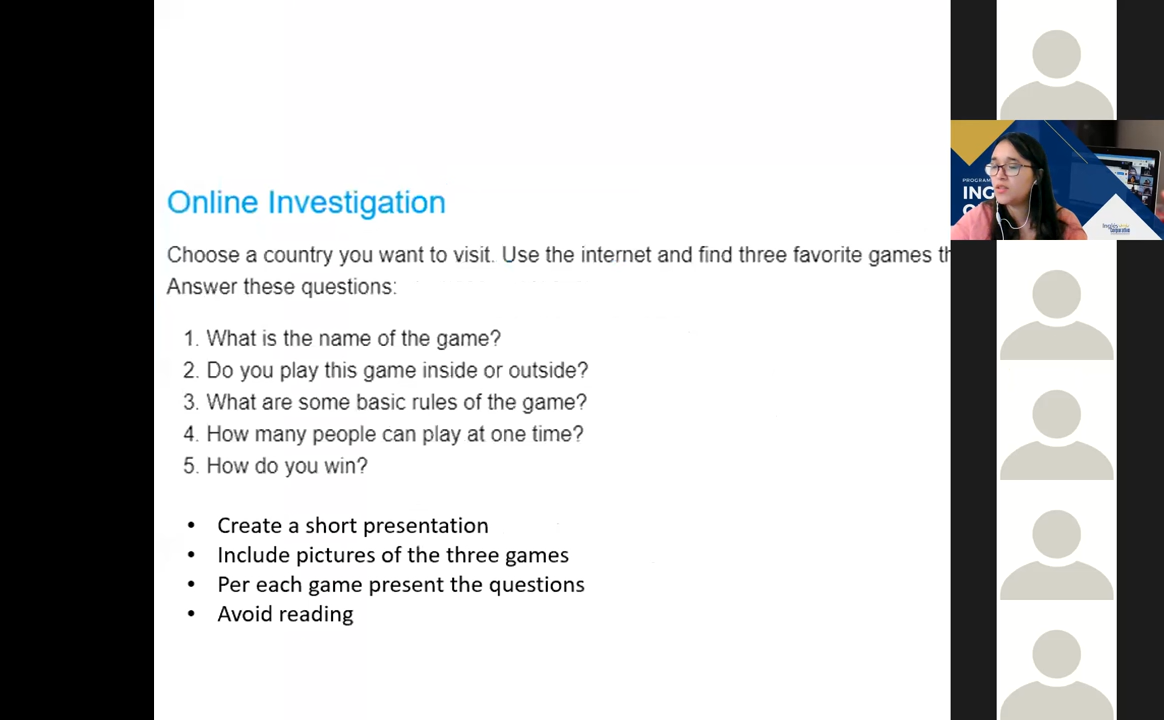 Online Investigation
Choose a country you want to visit. Use the internet and find three favorite games th
Answer these questions:
1. What is the name of the game?
2. Do you play this game inside or outside?
3. What are some basic rules of the game?
4. How many people can play at one time?
5. How do you win?
• Create a short presentation
• Include pictures of the three games
• Per each game present the questions
• Avoid reading
PROGRAM
ING